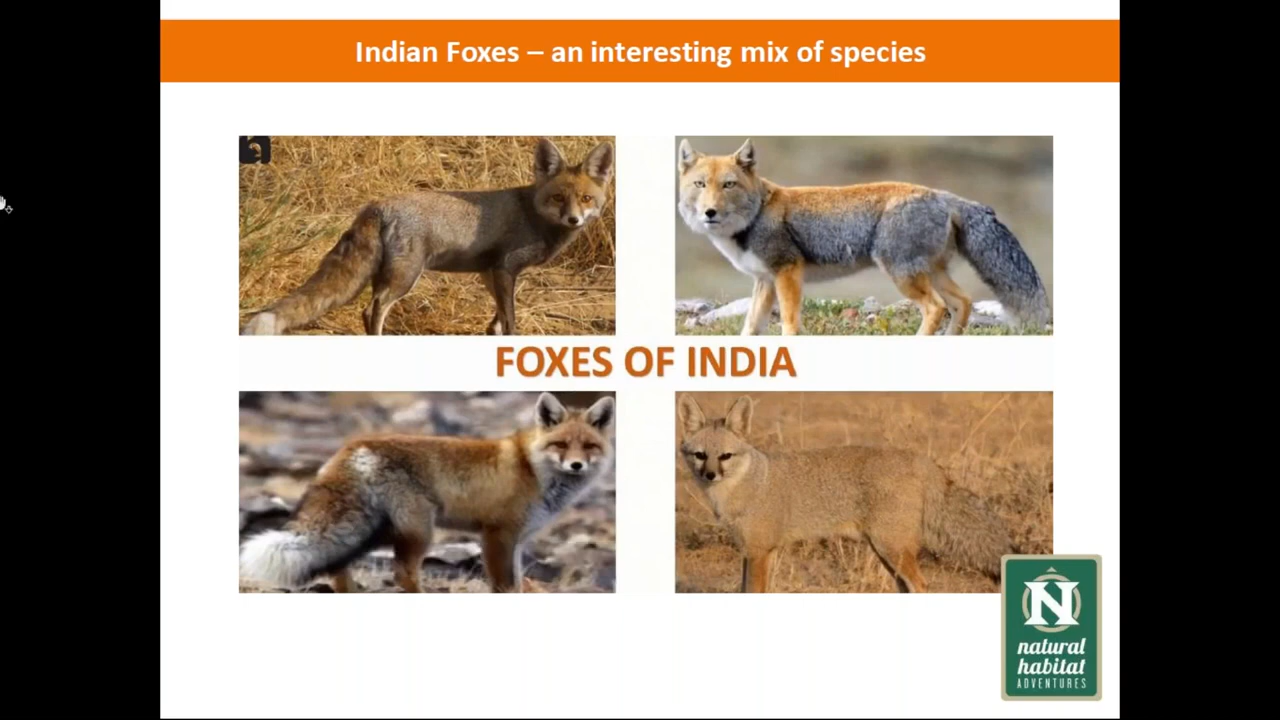 Indian Foxes – an interesting mix of species
FOXES OF INDIA
N
natural
habitat
ADVENTURES